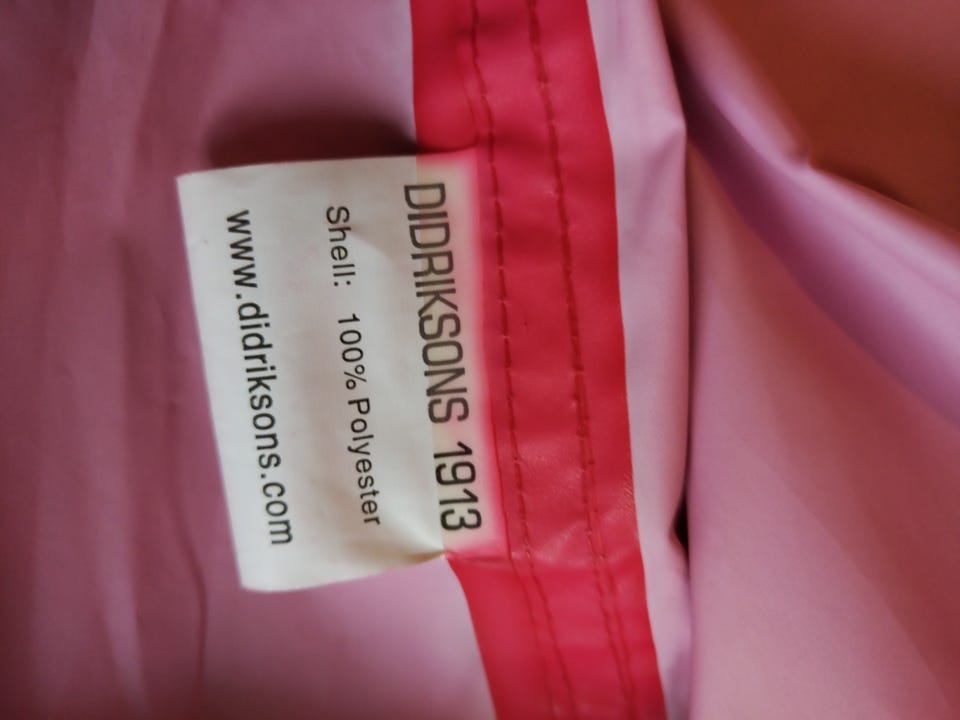 DIDRIKSONS 1913
Shell: 100% Polyester
www.didriksons.com